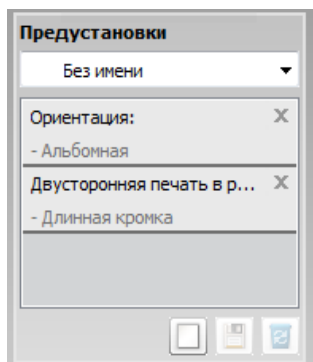 Предустановки
Без имени
Ориентация:
- Альбомная
Двусторонняя печать в р...
- Длинная кромка